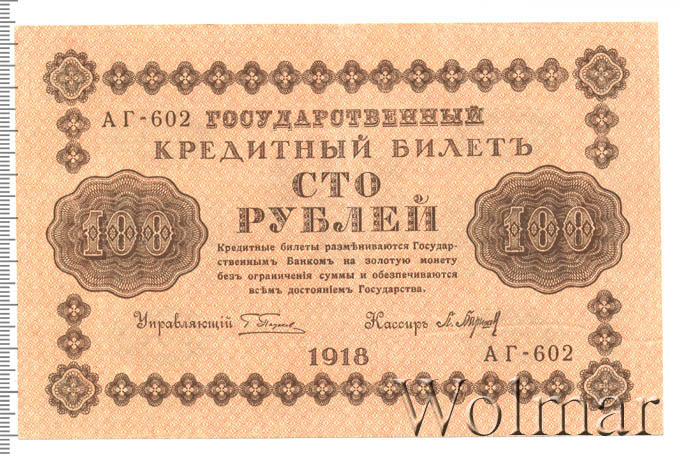 АГ-602 ГОСУДАРСТВЕННЫЙ
КРЕДИТНЫЙ БИЛЕТЪ
СТО
РУБЛЕЙ
100
100
Кредитные билеты размѣниваются Государ-
ственнымъ Банкомъ на золотую монету
безъ ограниченія суммы и обезпечиваются
всѣмъ достояніемъ Государства.
Управляющій
Кассиръ
1918
АГ-602
Wolmar